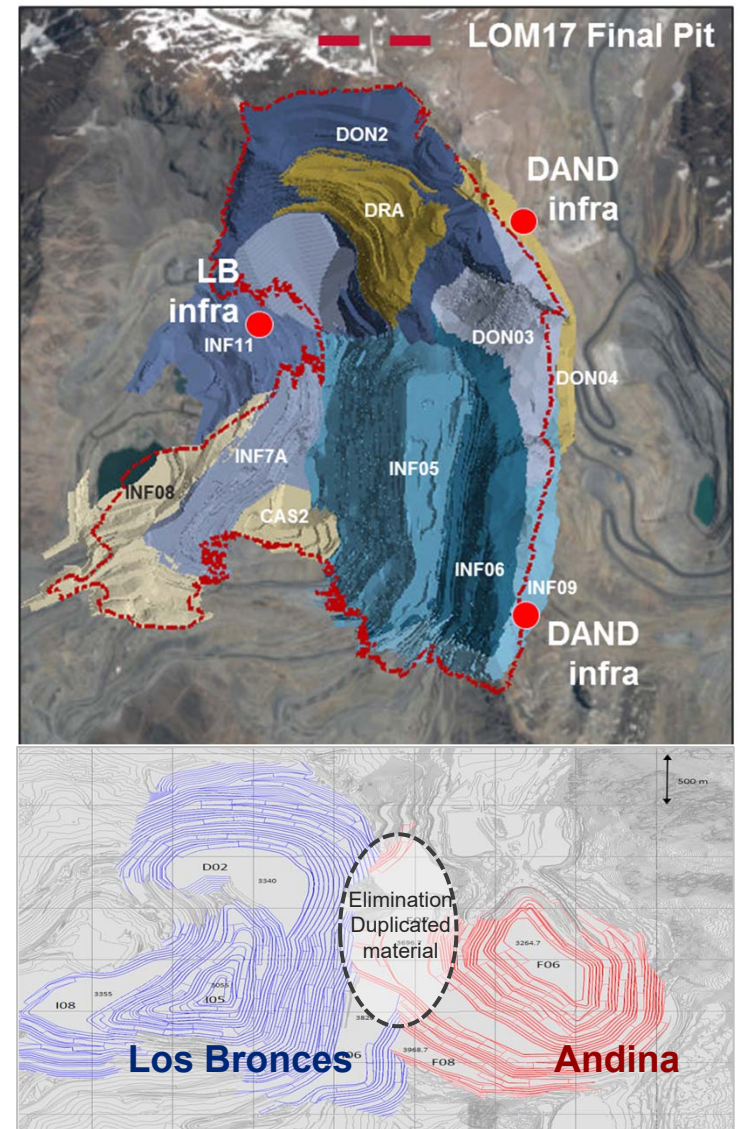 LOM17 Final Pit
DON2
DAND
infra
DRA
LB
infra
INF11
DON03
DON04
INF7A
INF05
INF08
CAS2
INF06
INF09
DAND
infra
500 m
D02
3340
Elimination
Duplicated
material
3264.7
F06
3355
I05
I08
3968.7
F08
Los Bronces
Andina